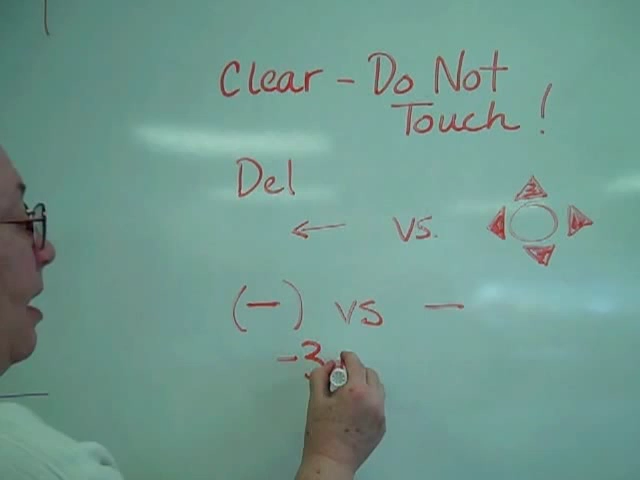 Clear - Do Not
Touch!
Del
← vs.
(-) vs -
-3